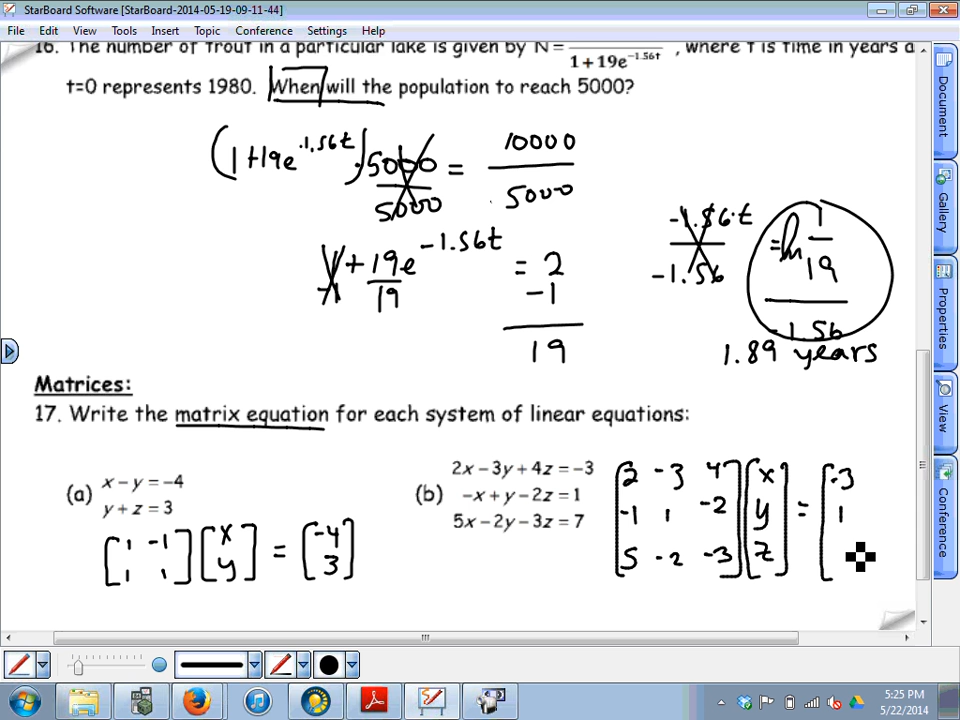 StarBoard Software [StarBoard-2014-05-19-09-11-44]
File Edit View Tools Insert Tag Conference Settings Help
16. The number of trout in a particular lake is given by N = ‾‾‾ / 1 + 19e^-1.56t , where t is time in years a
t=0 represents 1980. When will the population to reach 5000?
(1 + 19e^-1.56t) · 5000 / 5000 = 10000 / 5000
1 + 19e^-1.56t = 2
-1 19 -1
19
-1.56·t / -1.56 = ln 1/19 / -1.56
1.89 years
Matrices:
17. Write the matrix equation for each system of linear equations:
(a) x − y = −4
y + z = 3
[1 -1] [x] = [-4]
[1 1] [y] [3]
(b) 2x − 3y + 4z = −3
−x + y − 2z = 1
5x − 2y − 3z = 7
[2 -3 4] [x] = [-3
[-1 1 -2] [y] [1
[5 -2 -3] [z] [
Document
Gallery
Properties
View
Conference
5:25 PM
5/22/2014